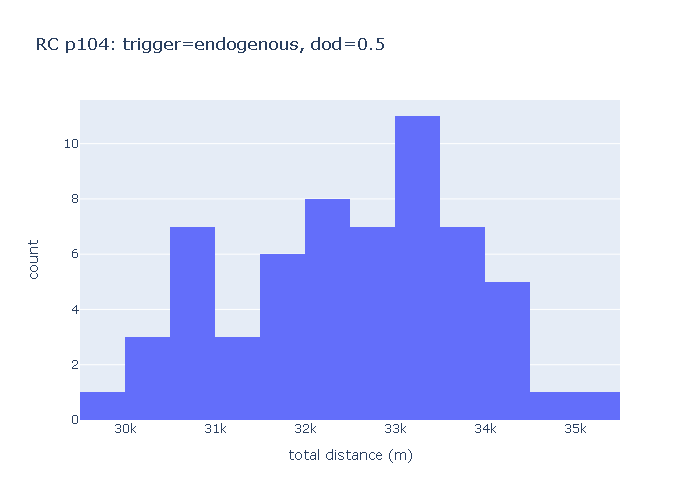 RC p104: trigger=endogenous, dod=0.5
count
10
8
6
4
2
0
30k 31k 32k 33k 34k 35k
total distance (m)